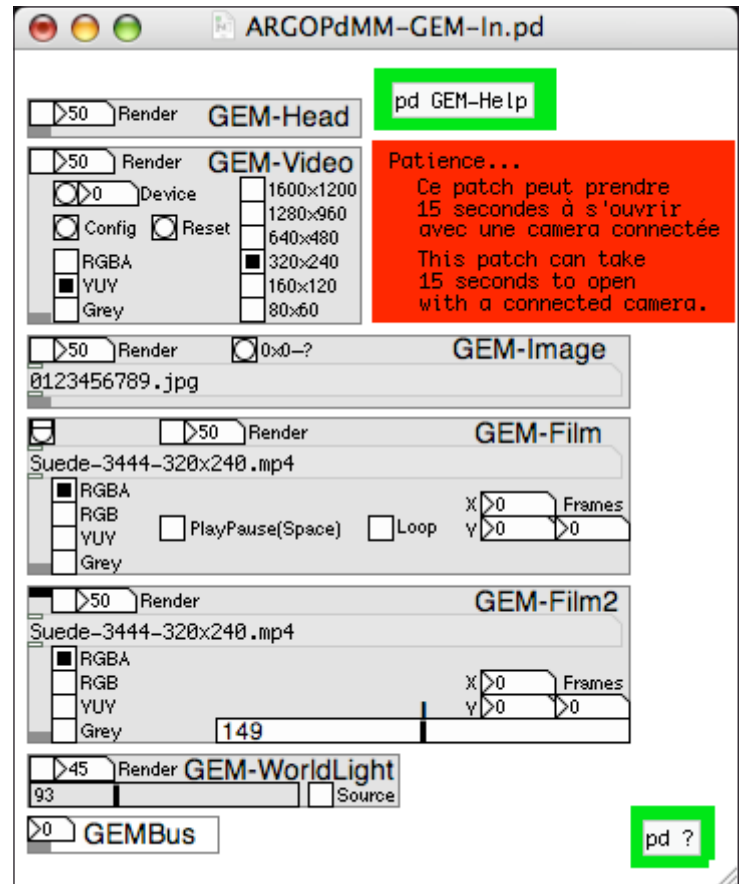 ARGOPdMM-GEM-In.pd
50 Render GEM-Head
pd GEM-Help
50 Render GEM-Video
0 Device
Config Reset
RGBA
YUV
Grey
1600x1200
1280x960
640x480
320x240
160x120
80x60
Patience...
Ce patch peut prendre
15 secondes à s'ouvrir
avec une camera connectée
This patch can take
15 seconds to open
with a connected camera.
50 Render 0x0-? GEM-Image
0123456789.jpg
50 Render GEM-Film
Suede-3444-320x240.mp4
RGBA
RGB
YUV
Grey
PlayPause(Space) Loop
X 0 Frames
Y 0 0
50 Render GEM-Film2
Suede-3444-320x240.mp4
RGBA
RGB
YUV
Grey
149
X 0 Frames
Y 0 0
45 Render GEM-WorldLight
93 Source
0 GEMBus
pd ?